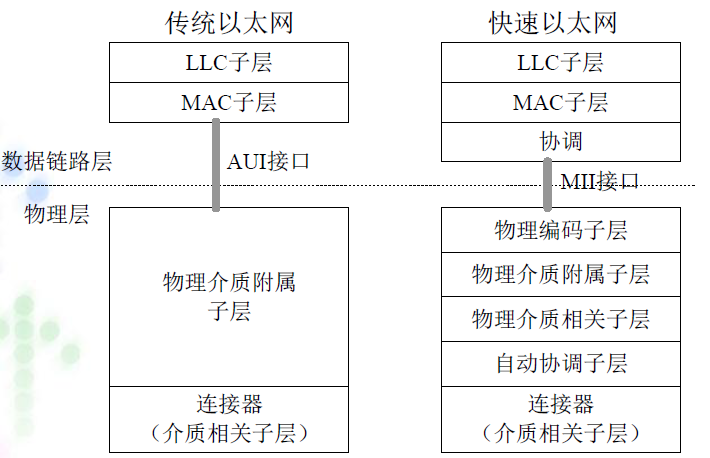 传统以太网
快速以太网
LLC子层
LLC子层
MAC子层
MAC子层
协调
数据链路层
AUI接口
MII接口
物理层
物理编码子层
物理介质附属
子层
物理介质附属子层
物理介质相关子层
自动协调子层
连接器
（介质相关子层）
连接器
（介质相关子层）